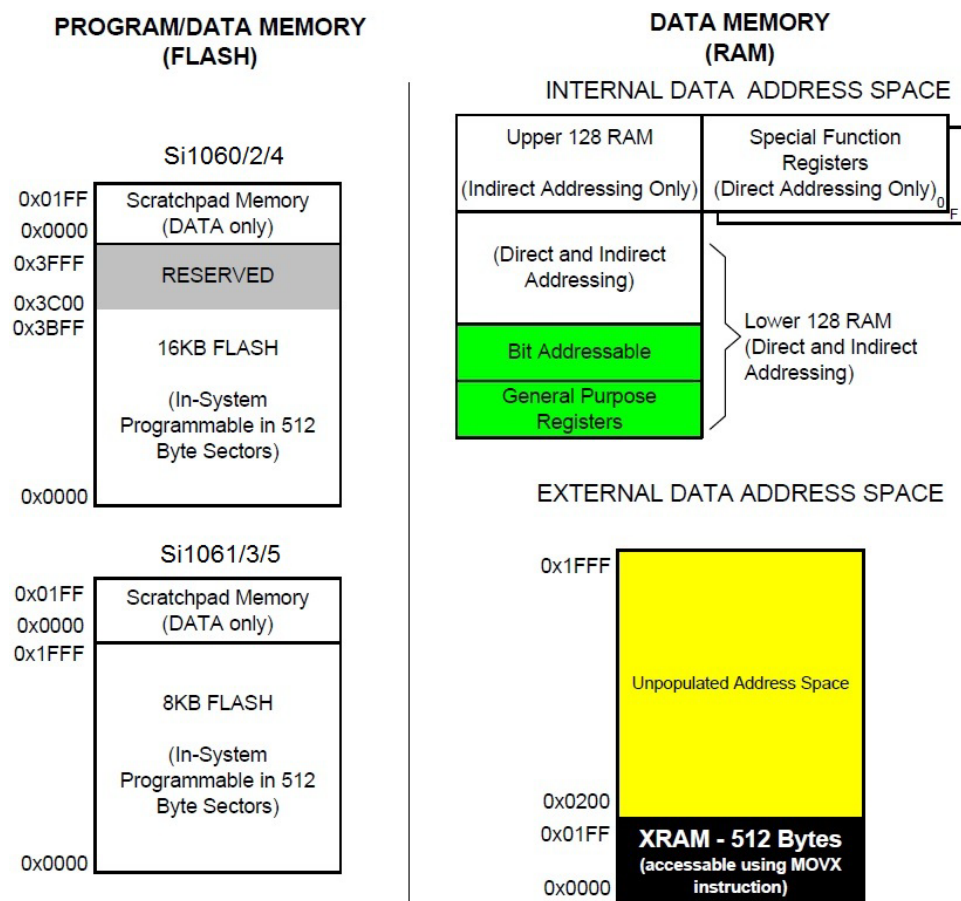 PROGRAM/DATA MEMORY
(FLASH)
Si1060/2/4
0x01FF
Scratchpad Memory
(DATA only)
0x0000
0x3FFF
RESERVED
0x3C00
0x3BFF
16KB FLASH
(In-System
Programmable in 512
Byte Sectors)
0x0000
Si1061/3/5
0x01FF
Scratchpad Memory
(DATA only)
0x0000
0x1FFF
8KB FLASH
(In-System
Programmable in 512
Byte Sectors)
0x0000
DATA MEMORY
(RAM)
INTERNAL DATA ADDRESS SPACE
Upper 128 RAM
(Indirect Addressing Only)
Special Function
Registers
(Direct Addressing Only)
0
F
(Direct and Indirect
Addressing)
Bit Addressable
General Purpose
Registers
Lower 128 RAM
(Direct and Indirect
Addressing)
EXTERNAL DATA ADDRESS SPACE
0x1FFF
Unpopulated Address Space
0x0200
0x01FF
XRAM - 512 Bytes
(accessable using MOVX
instruction)
0x0000